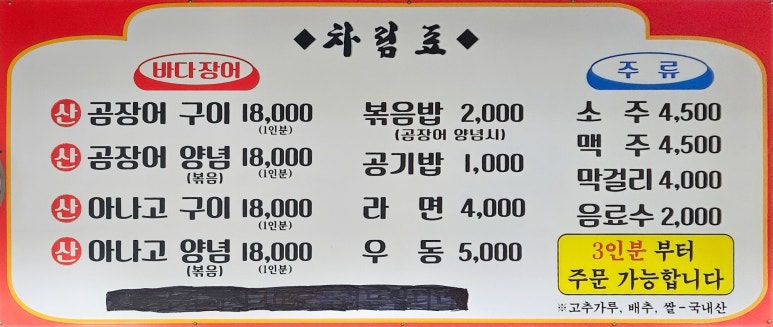 ◆차림표◆
바다장어
산 곰장어 구이 18,000
(1인분)
산 곰장어 양념 18,000
(볶음) (1인분)
산 아나고 구이 18,000
(1인분)
산 아나고 양념 18,000
(볶음) (1인분)
볶음밥 2,000
(곰장어 양념시)
공기밥 1,000
라 면 4,000
우 동 5,000
주 류
소 주 4,500
맥 주 4,500
막걸리 4,000
음료수 2,000
3인분 부터
주문 가능합니다
※고추가루, 배추, 쌀-국내산